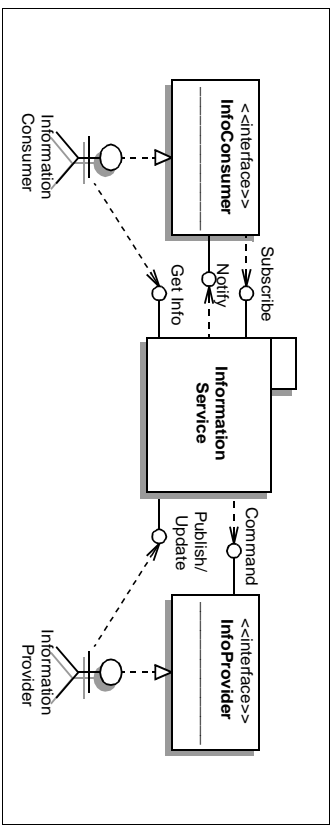 <<interface>>
InfoConsumer
Subscribe
Notify
Get Info
Information
Consumer
Information
Service
Command
Publish/
Update
<<interface>>
InfoProvider
Information
Provider